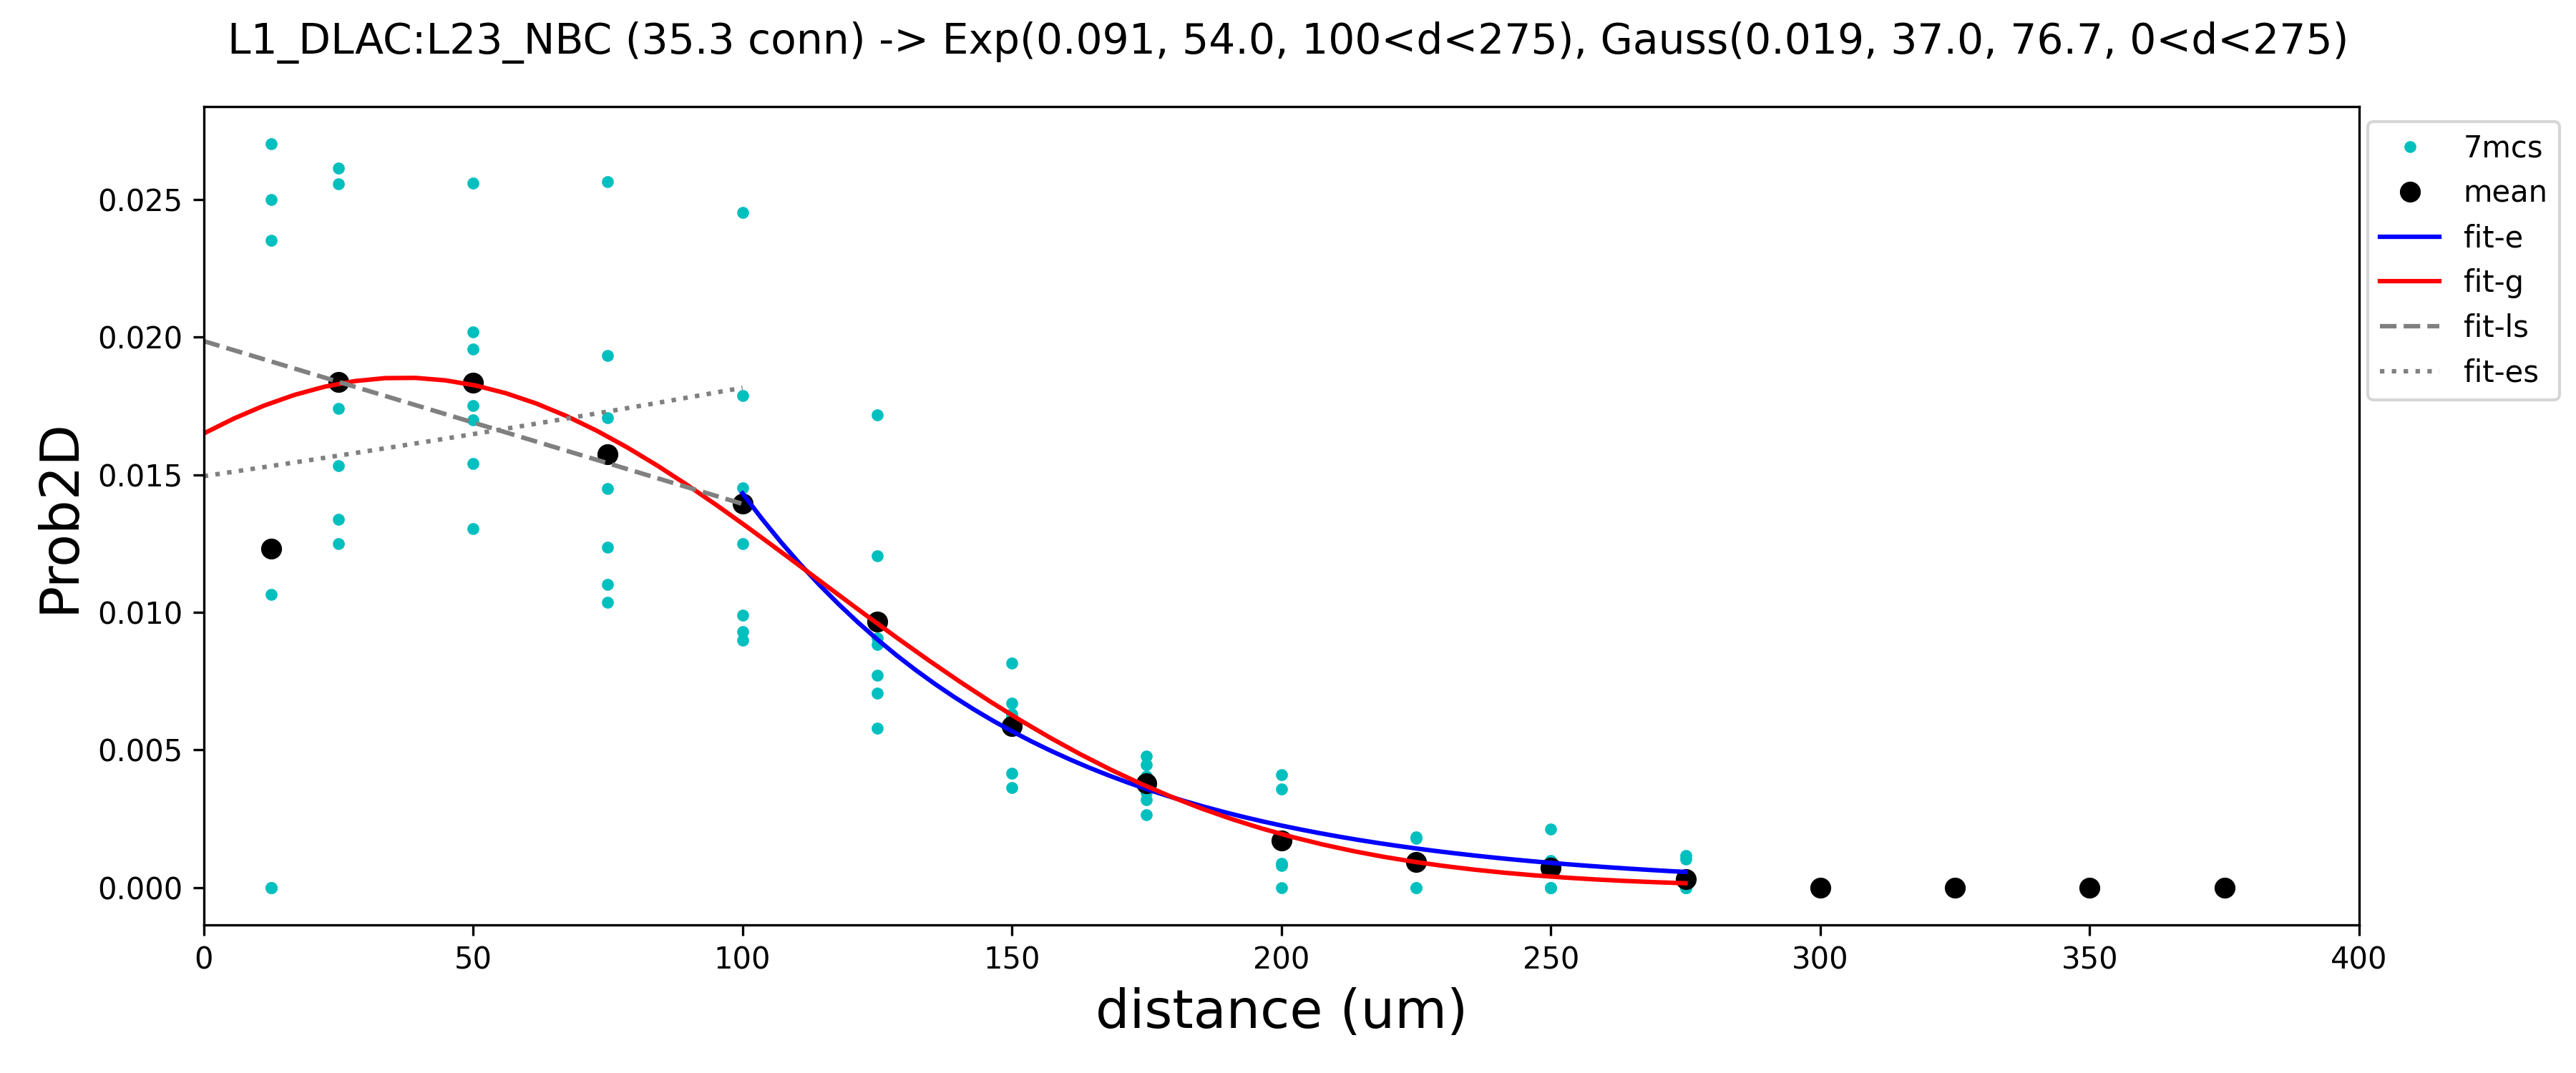 L1_DLAC:L23_NBC (35.3 conn) -> Exp(0.091, 54.0, 100<d<275), Gauss(0.019, 37.0, 76.7, 0<d<275)
7mcs
mean
fit-e
fit-g
fit-ls
fit-es
Prob2D
0.025
0.020
0.015
0.010
0.005
0.000
0 50 100 150 200 250 300 350 400
distance (um)